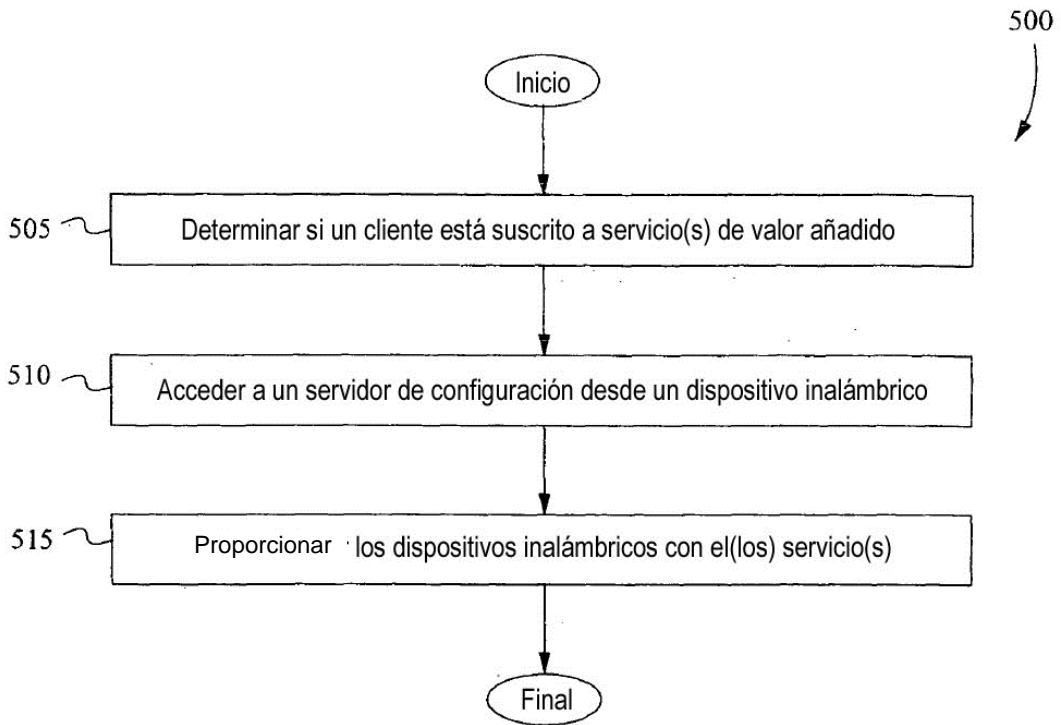 500
Inicio
505
Determinar si un cliente está suscrito a servicio(s) de valor añadido
510
Acceder a un servidor de configuración desde un dispositivo inalámbrico
515
Proporcionar los dispositivos inalámbricos con el(los) servicio(s)
Final